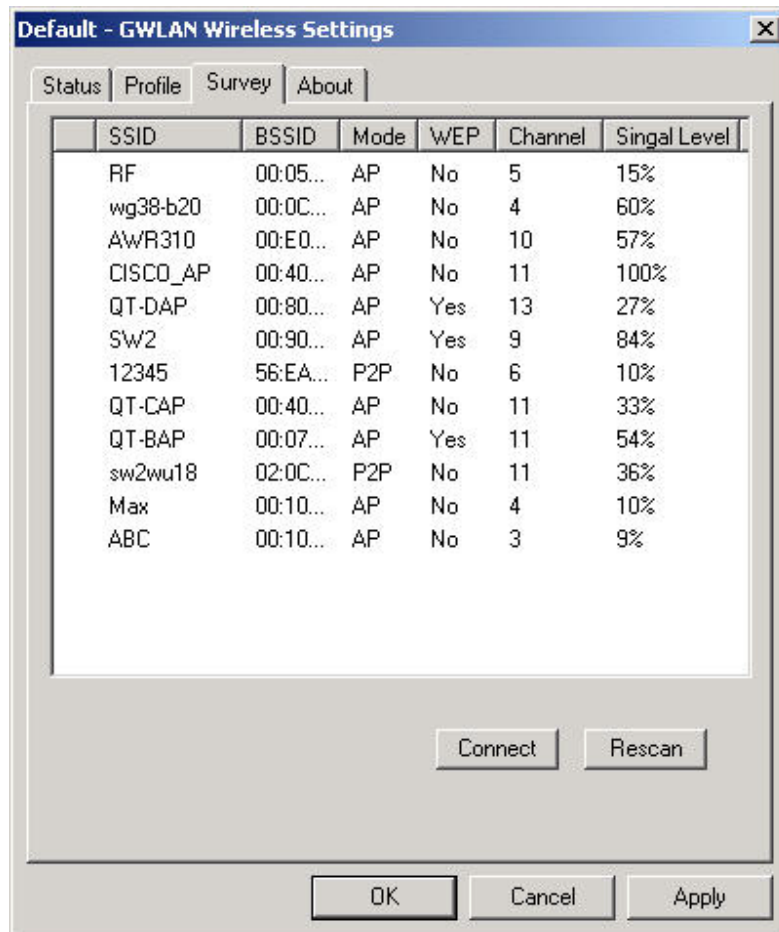 Default - GWLAN Wireless Settings
Status Profile Survey About
SSID BSSID Mode WEP Channel Singal Level
RF 00:05... AP No 5 15%
wg38-b20 00:0C... AP No 4 60%
AWR310 00:E0... AP No 10 57%
CISCO_AP 00:40... AP No 11 100%
QT-DAP 00:80... AP Yes 13 27%
SW2 00:90... AP Yes 9 84%
12345 56:EA... P2P No 6 10%
QT-CAP 00:40... AP No 11 33%
QT-BAP 00:07... AP Yes 11 54%
sw2wu18 02:0C... P2P No 11 36%
Max 00:10... AP No 4 10%
ABC 00:10... AP No 3 9%
Connect Rescan
OK Cancel Apply